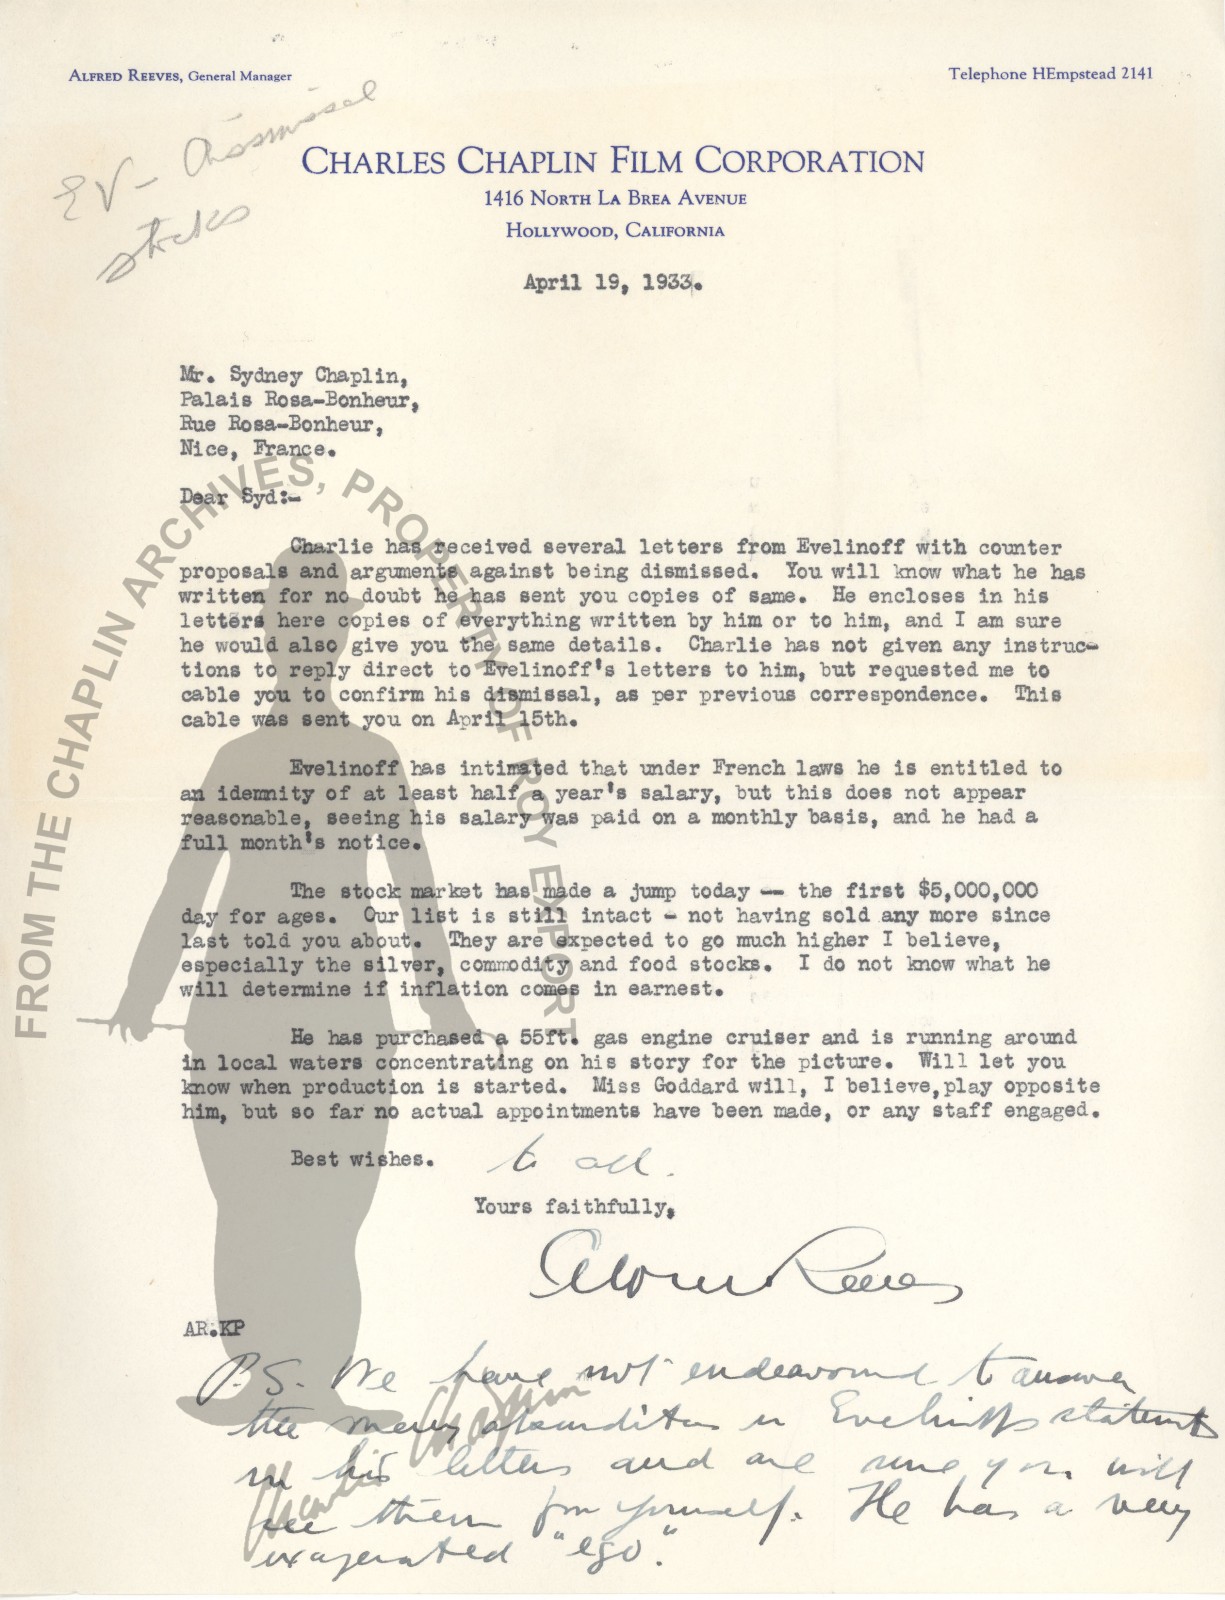 ALFRED REEVES, General Manager
Telephone HEmpstead 2141
EV - Dismissal
stocks
CHARLES CHAPLIN FILM CORPORATION
1416 NORTH LA BREA AVENUE
HOLLYWOOD, CALIFORNIA
April 19, 1933.
Mr. Sydney Chaplin,
Palais Rosa-Bonheur,
Rue Rosa-Bonheur,
Nice, France.
Dear Syd:-
Charlie has received several letters from Evelinoff with counter
proposals and arguments against being dismissed. You will know what he has
written for no doubt he has sent you copies of same. He encloses in his
letters here copies of everything written by him or to him, and I am sure
he would also give you the same details. Charlie has not given any instruc-
tions to reply direct to Evelinoff's letters to him, but requested me to
cable you to confirm his dismissal, as per previous correspondence. This
cable was sent you on April 15th.
Evelinoff has intimated that under French laws he is entitled to
an idemnity of at least half a year's salary, but this does not appear
reasonable, seeing his salary was paid on a monthly basis, and he had a
full month's notice.
The stock market has made a jump today -- the first $5,000,000
day for ages. Our list is still intact - not having sold any more since
last told you about. They are expected to go much higher I believe,
especially the silver, commodity and food stocks. I do not know what he
will determine if inflation comes in earnest.
He has purchased a 55ft. gas engine cruiser and is running around
in local waters concentrating on his story for the picture. Will let you
know when production is started. Miss Goddard will, I believe, play opposite
him, but so far no actual appointments have been made, or any staff engaged.
Best wishes. to all.
Yours faithfully,
Alf Reeves
AR.KP
P.S. We have not endeavored to answer
the many absurdities in Evelinoffs statements
in his letters and are sure you will
see them for yourself. He has a very
exagerated "ego".
FROM THE CHAPLIN ARCHIVES, PROPERTY OF ROY EXPORT